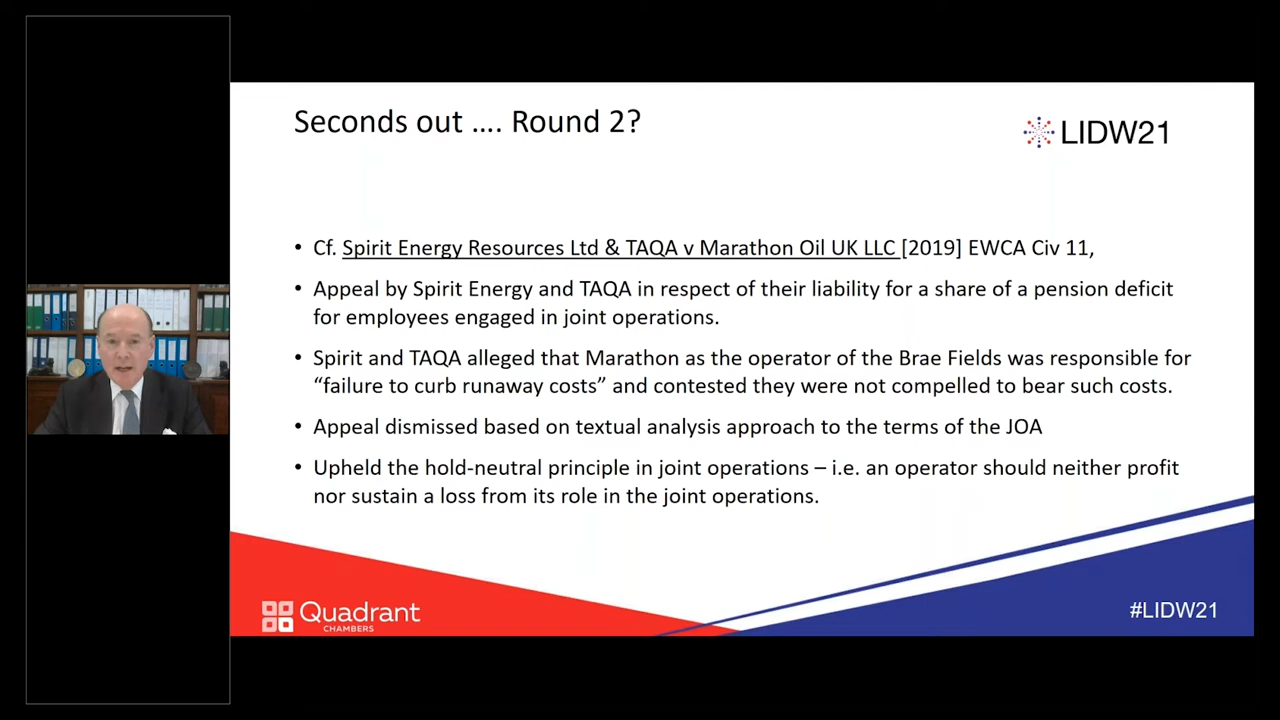 Seconds out .... Round 2?
LIDW21
• Cf. Spirit Energy Resources Ltd & TAQA v Marathon Oil UK LLC [2019] EWCA Civ 11,
• Appeal by Spirit Energy and TAQA in respect of their liability for a share of a pension deficit
for employees engaged in joint operations.
• Spirit and TAQA alleged that Marathon as the operator of the Brae Fields was responsible for
“failure to curb runaway costs” and contested they were not compelled to bear such costs.
• Appeal dismissed based on textual analysis approach to the terms of the JOA
• Upheld the hold-neutral principle in joint operations – i.e. an operator should neither profit
nor sustain a loss from its role in the joint operations.
Quadrant
CHAMBERS
#LIDW21